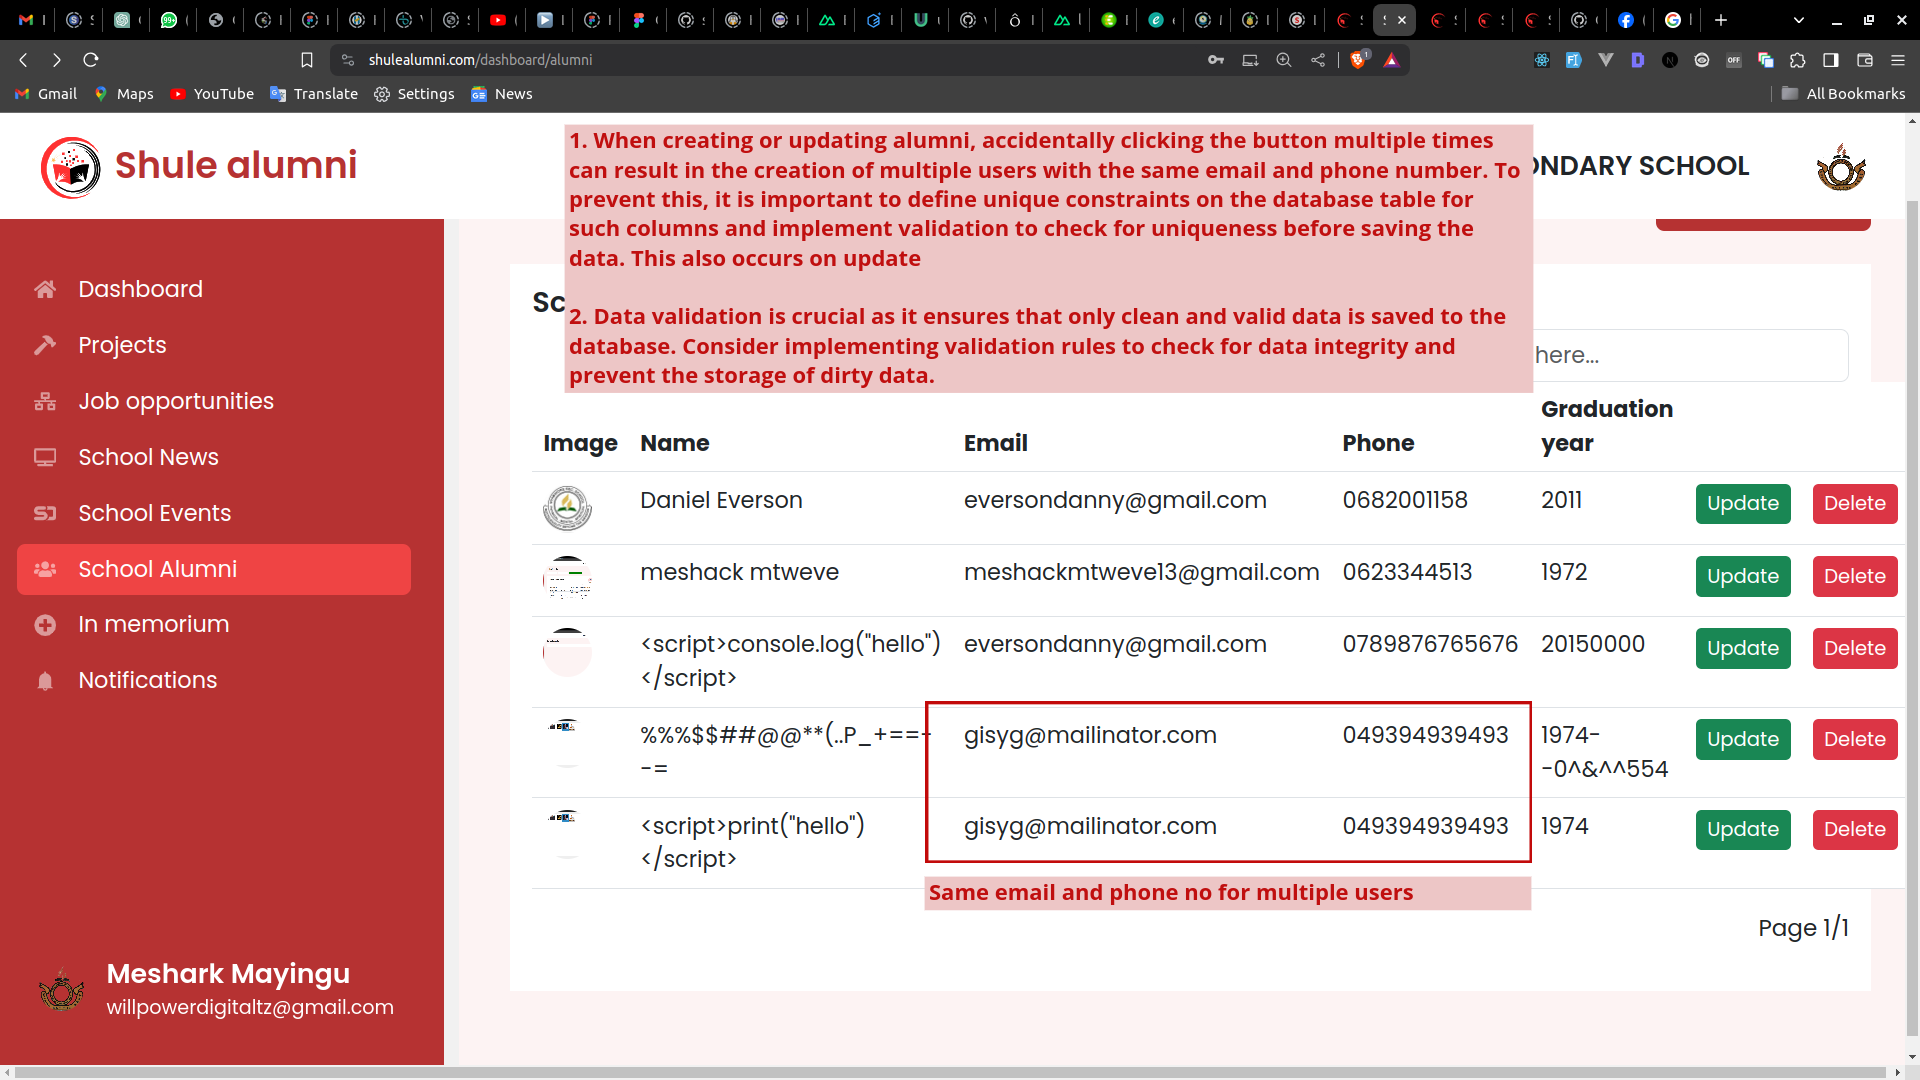 shulealumni.com/dashboard/alumni
Gmail
Maps
YouTube
Translate
Settings
News
All Bookmarks
Shule alumni
ONDARY SCHOOL
1. When creating or updating alumni, accidentally clicking the button multiple times
can result in the creation of multiple users with the same email and phone number. To
prevent this, it is important to define unique constraints on the database table for
such columns and implement validation to check for uniqueness before saving the
data. This also occurs on update
2. Data validation is crucial as it ensures that only clean and valid data is saved to the
database. Consider implementing validation rules to check for data integrity and
prevent the storage of dirty data.
Dashboard
Projects
Job opportunities
School News
School Events
School Alumni
In memorium
Notifications
Meshark Mayingu
willpowerdigitaltz@gmail.com
Sc
here...
Image Name Email Phone Graduation
year
Daniel Everson eversondanny@gmail.com 0682001158 2011 Update Delete
meshack mtweve meshackmtweve13@gmail.com 0623344513 1972 Update Delete
<script>console.log("hello") eversondanny@gmail.com 0789876765676 20150000 Update Delete
</script>
%%%$$##@@**(..P_+==- gisyg@mailinator.com 049394939493 1974- Update Delete
-= -0^&^^554
<script>print("hello") gisyg@mailinator.com 049394939493 1974 Update Delete
</script>
Same email and phone no for multiple users
Page 1/1